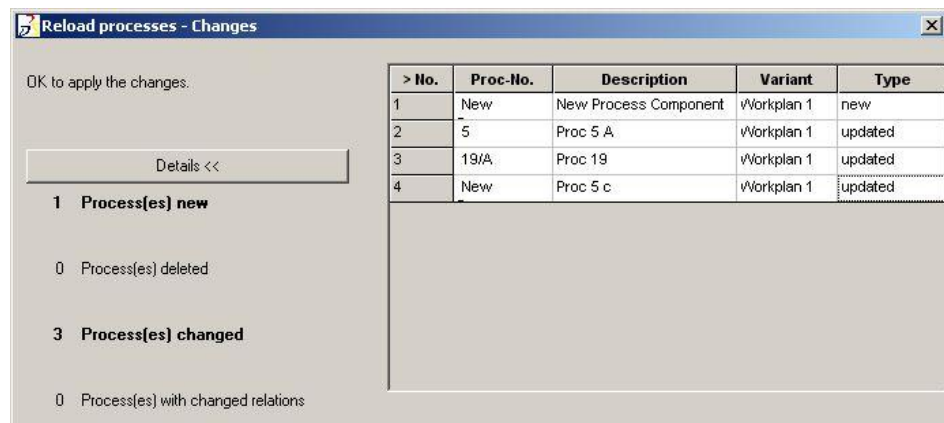 Reload processes - Changes
OK to apply the changes.
Details <<
1 Process(es) new
0 Process(es) deleted
3 Process(es) changed
0 Process(es) with changed relations
> No. Proc-No. Description Variant Type
1 New New Process Component Workplan 1 new
2 5 Proc 5 A Workplan 1 updated
3 19/A Proc 19 Workplan 1 updated
4 New Proc 5 c Workplan 1 updated